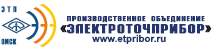 ЭТП
ОМСК
ПРОИЗВОДСТВЕННОЕ ОБЪЕДИНЕНИЕ
«ЭЛЕКТРОТОЧПРИБОР»
www.etpribor.ru